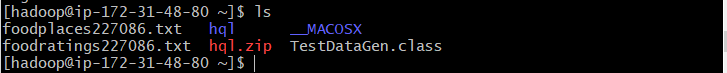 [hadoop@ip-172-31-48-80 ~]$ ls
foodplaces227086.txt hql __MACOSX
foodratings227086.txt hql.zip TestDataGen.class
[hadoop@ip-172-31-48-80 ~]$